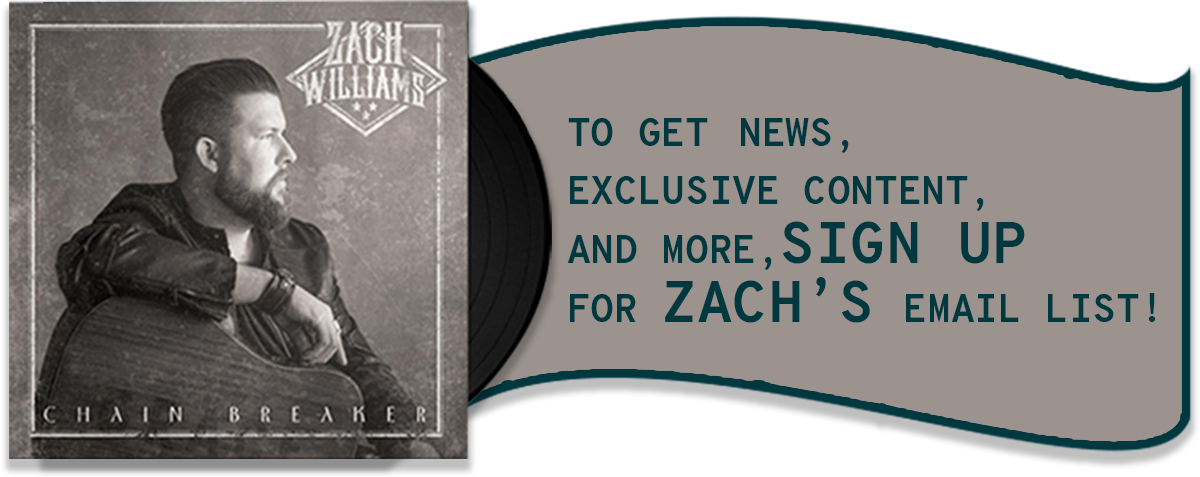 ZACH
WILLIAMS
CHAIN BREAKER
TO GET NEWS,
EXCLUSIVE CONTENT,
AND MORE,SIGN UP
FOR ZACH'S EMAIL LIST!